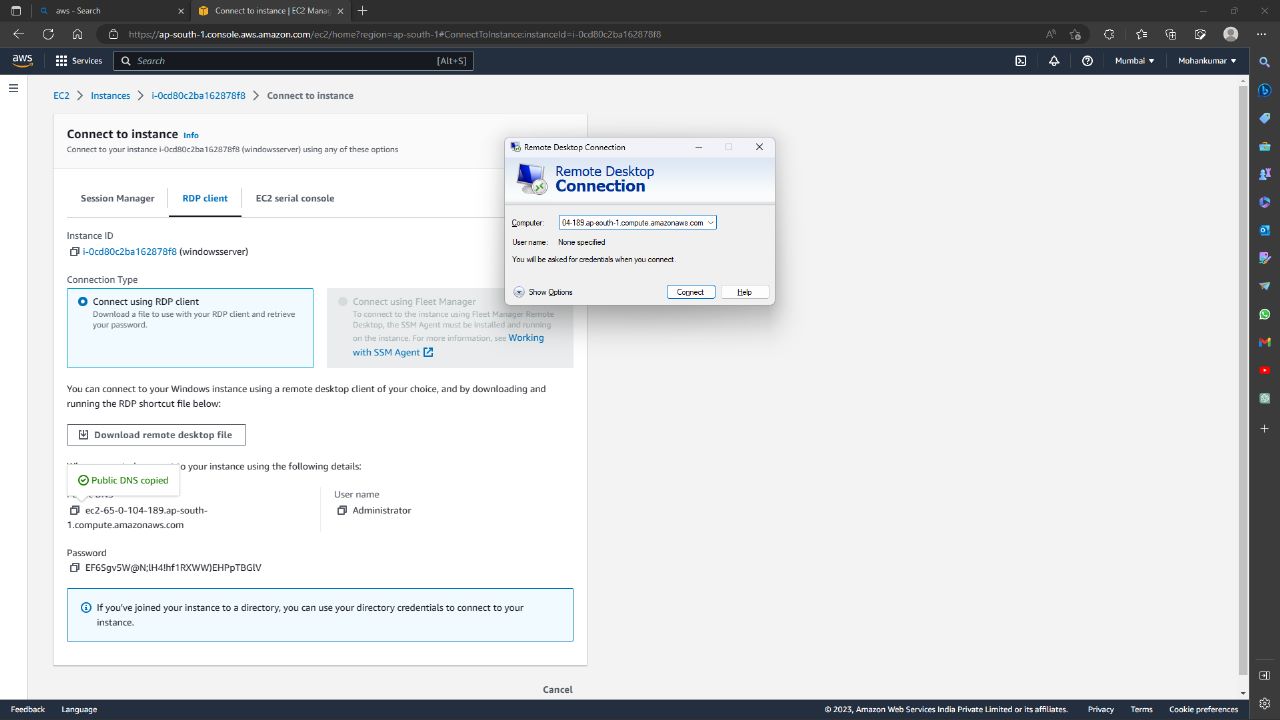 aws - Search
Connect to instance | EC2 Manag
https://ap-south-1.console.aws.amazon.com/ec2/home?region=ap-south-1#ConnectToInstance:instanceId=i-0cd80c2ba162878f8
aws
Services
Search
[Alt+S]
Mumbai
Mohankumar
EC2
Instances
i-0cd80c2ba162878f8
Connect to instance
Connect to instance Info
Connect to your instance i-0cd80c2ba162878f8 (windowsserver) using any of these options
Session Manager
RDP client
EC2 serial console
Instance ID
i-0cd80c2ba162878f8 (windowsserver)
Connection Type
Connect using RDP client
Download a file to use with your RDP client and retrieve
your password.
Connect using Fleet Manager
To connect to the instance using Fleet Manager Remote
Desktop, the SSM Agent must be installed and running
on the instance. For more information, see Working
with SSM Agent
You can connect to your Windows instance using a remote desktop client of your choice, and by downloading and
running the RDP shortcut file below:
Download remote desktop file
o your instance using the following details:
Public DNS copied
ec2-65-0-104-189.ap-south-
1.compute.amazonaws.com
User name
Administrator
Password
EF6Sgv5W@N;lH4!hf1RXWW)EHPpTBGlV
If you've joined your instance to a directory, you can use your directory credentials to connect to your
instance.
Cancel
Remote Desktop Connection
Remote Desktop
Connection
Computer:
04-189.ap-south-1.compute.amazonaws.com
User name: None specified
You will be asked for credentials when you connect.
Show Options
Connect
Help
Feedback
Language
© 2023, Amazon Web Services India Private Limited or its affiliates.
Privacy
Terms
Cookie preferences